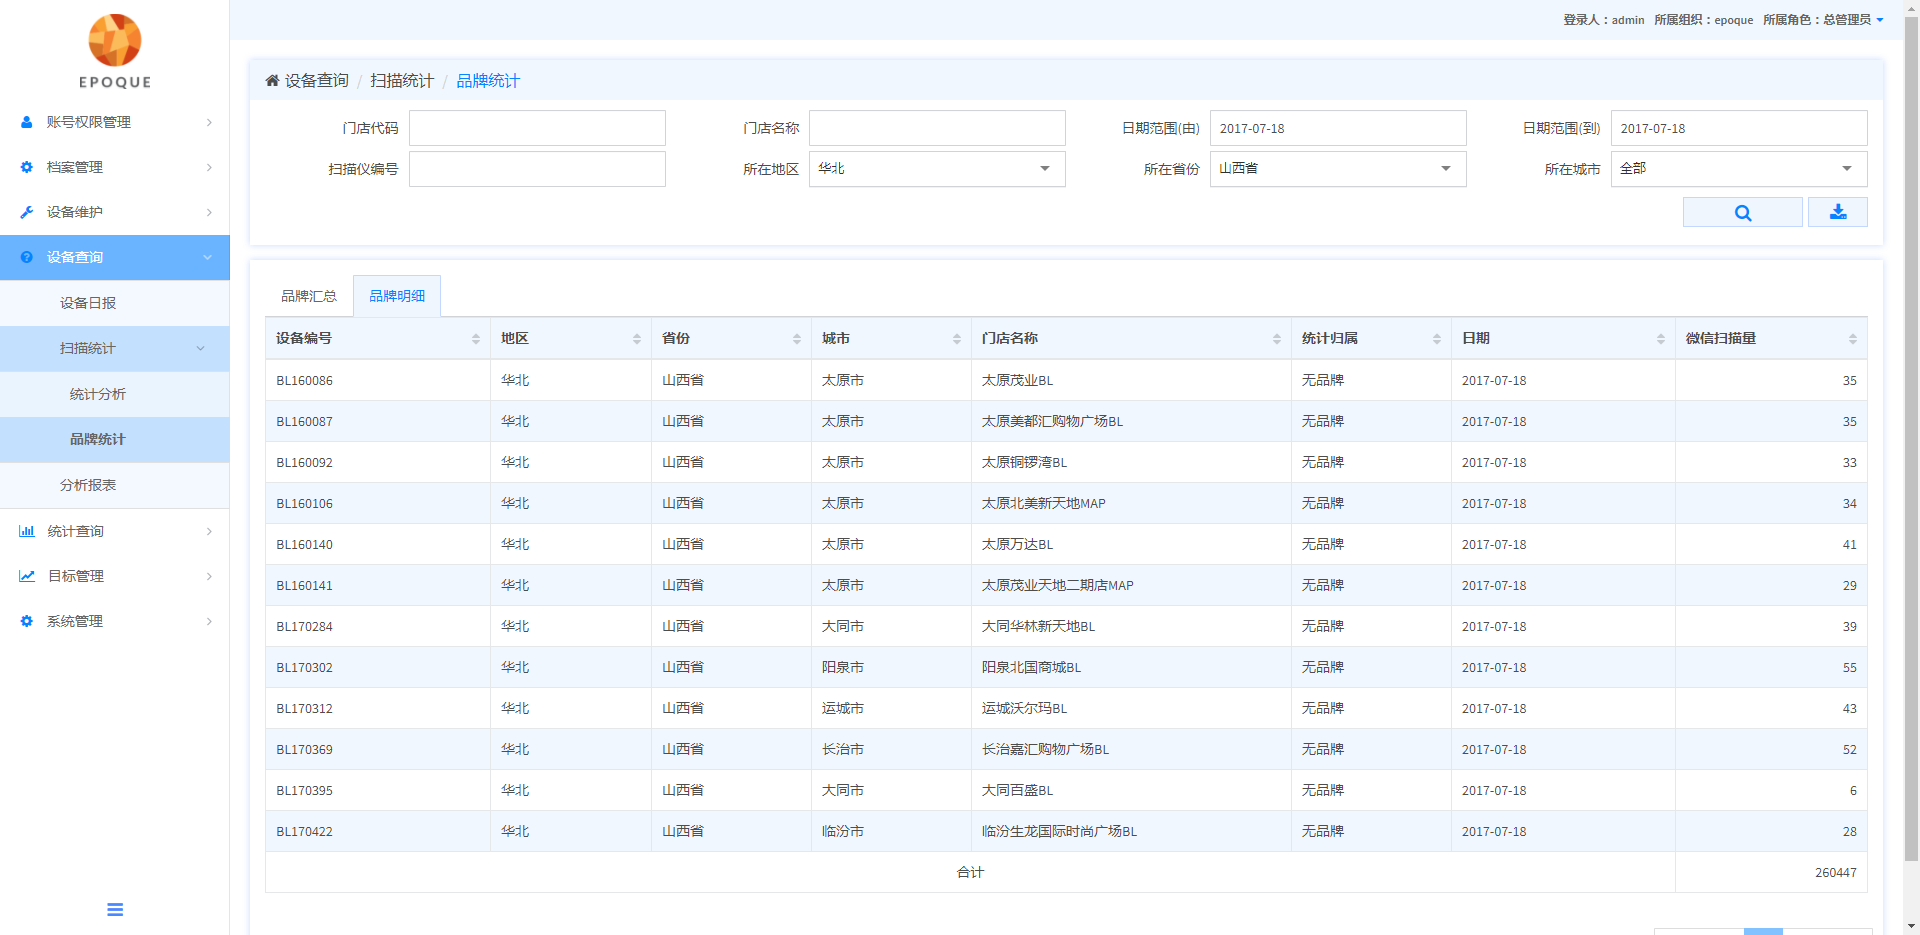 登录人：admin 所属组织：epoque 所属角色：总管理员
EPOQUE
账号权限管理
档案管理
设备维护
设备查询
设备日报
扫描统计
统计分析
品牌统计
分析报表
统计查询
目标管理
系统管理
设备查询 / 扫描统计 / 品牌统计
门店代码 门店名称 日期范围(由) 2017-07-18 日期范围(到) 2017-07-18
扫描仪编号 所在地区 华北 所在省份 山西省 所在城市 全部
品牌汇总 品牌明细
设备编号 地区 省份 城市 门店名称 统计归属 日期 微信扫描量
BL160086 华北 山西省 太原市 太原茂业BL 无品牌 2017-07-18 35
BL160087 华北 山西省 太原市 太原美都汇购物广场BL 无品牌 2017-07-18 35
BL160092 华北 山西省 太原市 太原铜锣湾BL 无品牌 2017-07-18 33
BL160106 华北 山西省 太原市 太原北美新天地MAP 无品牌 2017-07-18 34
BL160140 华北 山西省 太原市 太原万达BL 无品牌 2017-07-18 41
BL160141 华北 山西省 太原市 太原茂业天地二期店MAP 无品牌 2017-07-18 29
BL170284 华北 山西省 大同市 大同华林新天地BL 无品牌 2017-07-18 39
BL170302 华北 山西省 阳泉市 阳泉北国商城BL 无品牌 2017-07-18 55
BL170312 华北 山西省 运城市 运城沃尔玛BL 无品牌 2017-07-18 43
BL170369 华北 山西省 长治市 长治嘉汇购物广场BL 无品牌 2017-07-18 52
BL170395 华北 山西省 大同市 大同百盛BL 无品牌 2017-07-18 6
BL170422 华北 山西省 临汾市 临汾生龙国际时尚广场BL 无品牌 2017-07-18 28
合计 260447